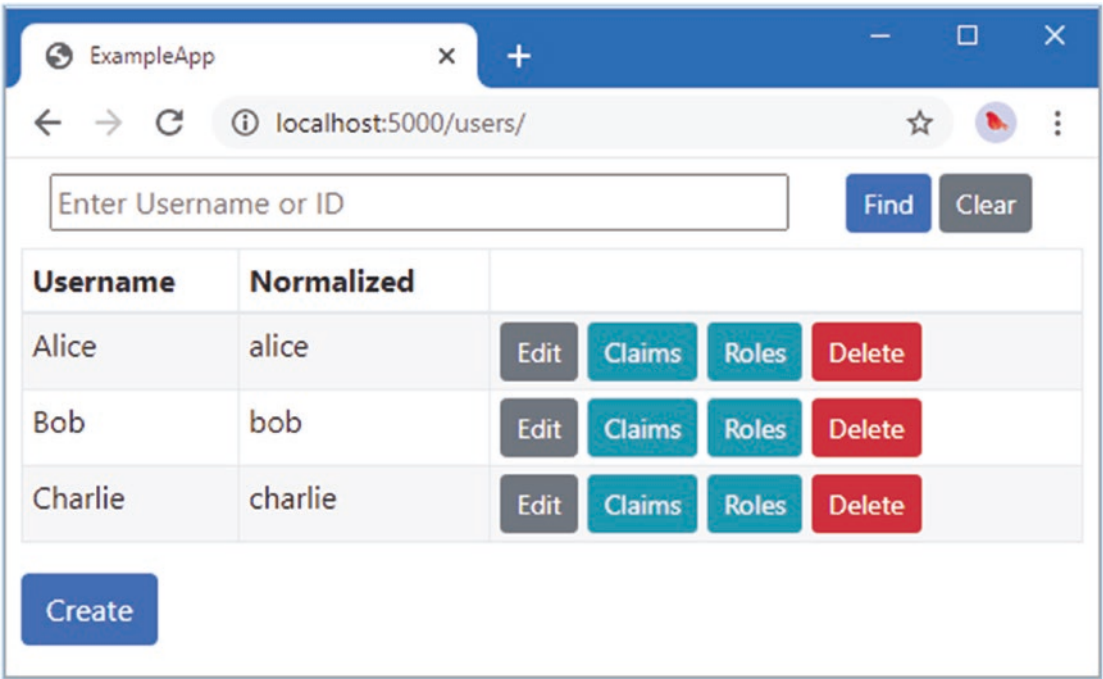 ExampleApp
localhost:5000/users/
Enter Username or ID Find Clear
Username Normalized
Alice alice Edit Claims Roles Delete
Bob bob Edit Claims Roles Delete
Charlie charlie Edit Claims Roles Delete
Create